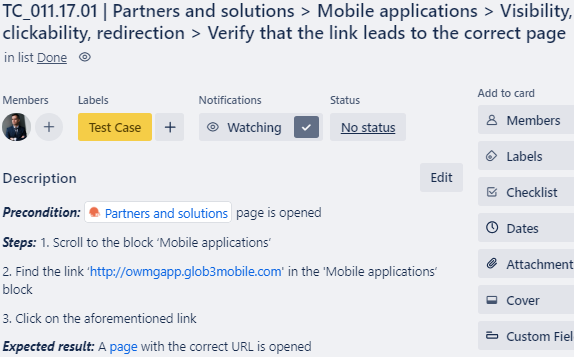 TC_011.17.01 | Partners and solutions > Mobile applications > Visibility,
clickability, redirection > Verify that the link leads to the correct page
in list Done
Members
Labels
Notifications
Status
Test Case
Watching
No status
Description
Edit
Precondition: Partners and solutions page is opened
Steps: 1. Scroll to the block ‘Mobile applications’
2. Find the link ‘http://owmgapp.glob3mobile.com’ in the ‘Mobile applications’
block
3. Click on the aforementioned link
Expected result: A page with the correct URL is opened
Add to card
Members
Labels
Checklist
Dates
Attachment
Cover
Custom Fiel